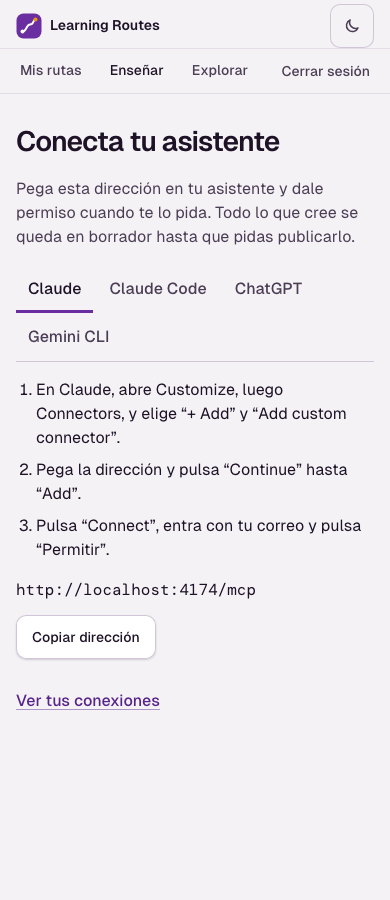 Learning Routes
Mis rutas Enseñar Explorar Cerrar sesión
Conecta tu asistente
Pega esta dirección en tu asistente y dale
permiso cuando te lo pida. Todo lo que cree se
queda en borrador hasta que pidas publicarlo.
Claude Claude Code ChatGPT
Gemini CLI
1. En Claude, abre Customize, luego
Connectors, y elige “+ Add” y “Add custom
connector”.
2. Pega la dirección y pulsa “Continue” hasta
“Add”.
3. Pulsa “Connect”, entra con tu correo y pulsa
“Permitir”.
http://localhost:4174/mcp
Copiar dirección
Ver tus conexiones